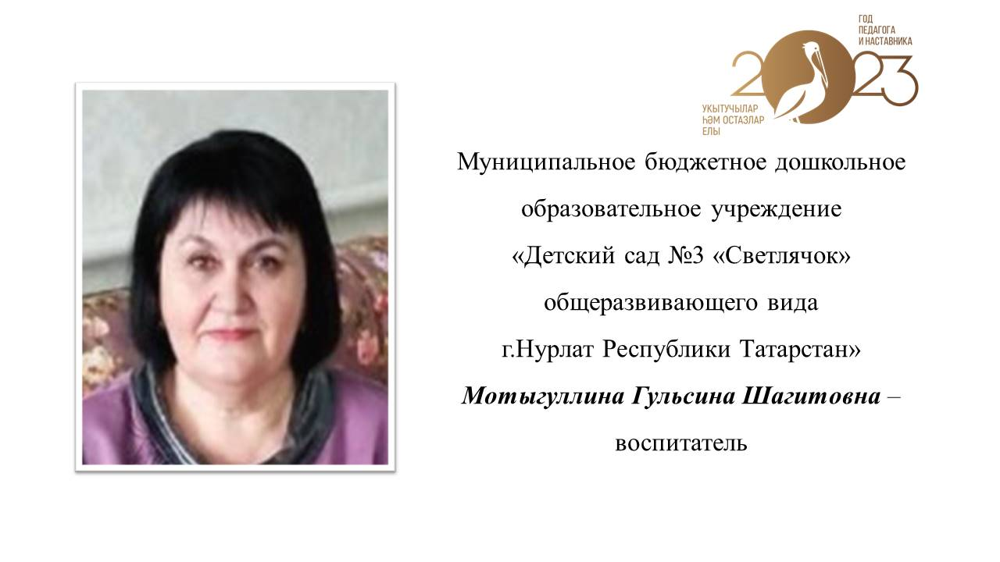 ГОД
ПЕДАГОГА
И НАСТАВНИКА
2023
УКЫТУЧЫЛАР
ҺӘМ ОСТАЗЛАР
ЕЛЫ
Муниципальное бюджетное дошкольное
образовательное учреждение
«Детский сад №3 «Светлячок»
общеразвивающего вида
г.Нурлат Республики Татарстан»
Мотыгуллина Гульсина Шагитовна –
воспитатель